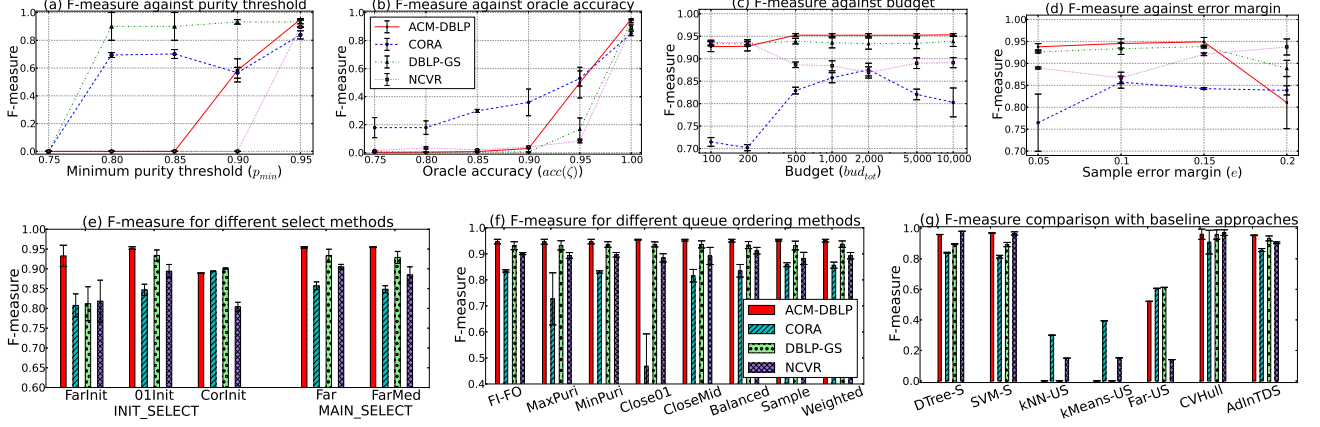 (a) F-measure against purity threshold
F-measure
1.0
0.8
0.6
0.4
0.2
0.0
0.75 0.80 0.85 0.90 0.95
Minimum purity threshold (p_min)
(b) F-measure against oracle accuracy
F-measure
1.0
0.8
0.6
0.4
0.2
0.0
ACM-DBLP
CORA
DBLP-GS
NCVR
0.75 0.80 0.85 0.90 0.95 1.00
Oracle accuracy (acc(ζ))
(c) F-measure against budget
F-measure
1.00
0.95
0.90
0.85
0.80
0.75
0.70
100 200 500 1,000 2,000 5,000 10,000
Budget (bud_tot)
(d) F-measure against error margin
F-measure
1.00
0.95
0.90
0.85
0.80
0.75
0.70
0.05 0.1 0.15 0.2
Sample error margin (e)
(e) F-measure for different select methods
F-measure
1.00
0.95
0.90
0.85
0.80
0.75
0.70
0.65
0.60
FarInit 01Init CorInit Far FarMed
INIT_SELECT MAIN_SELECT
(f) F-measure for different queue ordering methods
F-measure
1.0
0.9
0.8
0.7
0.6
0.5
0.4
ACM-DBLP
CORA
DBLP-GS
NCVR
FI-FO MaxPuri MinPuri Close01 CloseMid Balanced Sample Weighted
(g) F-measure comparison with baseline approaches
F-measure
1.0
0.8
0.6
0.4
0.2
0.0
DTree-S SVM-S kNN-US kMeans-US Far-US CVHull AdInTDS